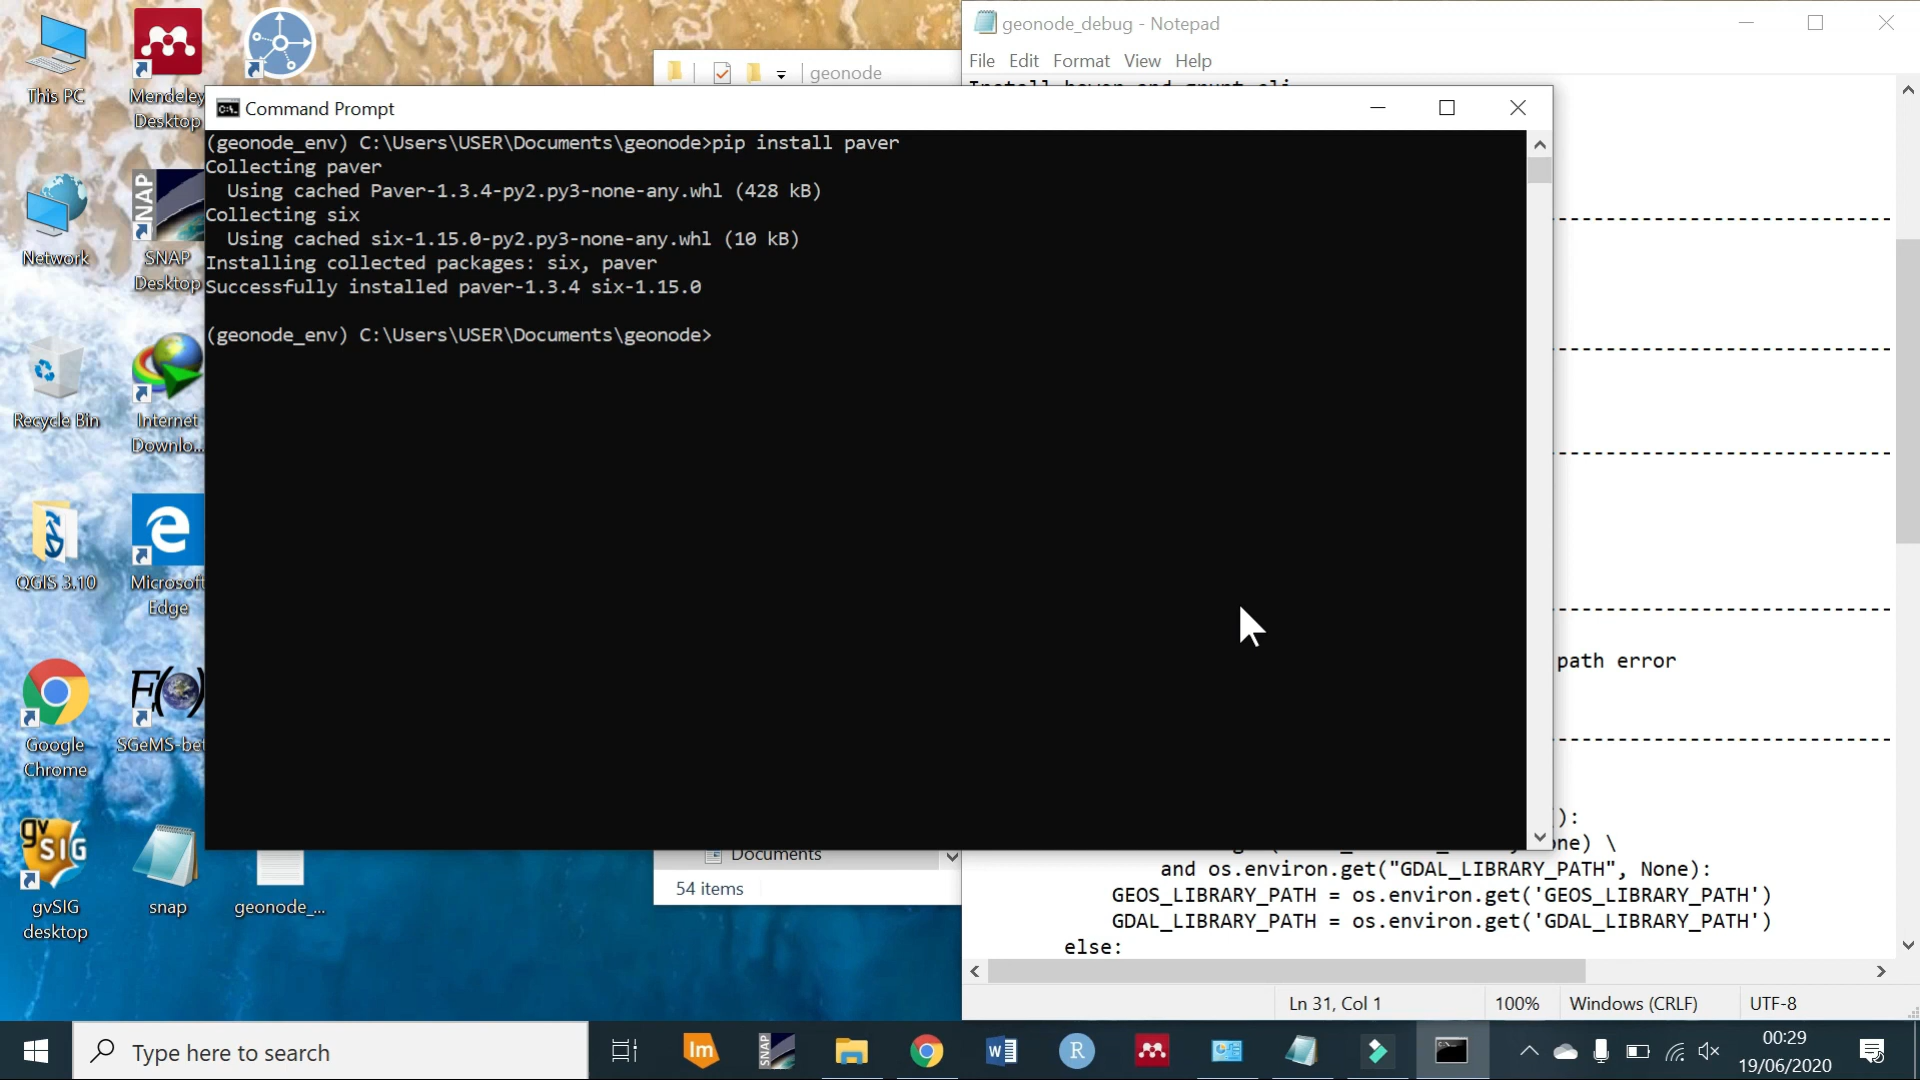 This PC
Mendeley
Desktop
Network
SNAP
SNAP
Desktop
Recycle Bin
Internet
Downlo...
QGIS 3.10
Microsoft
Edge
Google
Chrome
gvSIG
desktop
snap
geonode_...
geonode
Command Prompt
(geonode_env) C:\Users\USER\Documents\geonode>pip install paver
Collecting paver
Using cached Paver-1.3.4-py2.py3-none-any.whl (428 kB)
Collecting six
Using cached six-1.15.0-py2.py3-none-any.whl (10 kB)
Installing collected packages: six, paver
Successfully installed paver-1.3.4 six-1.15.0
(geonode_env) C:\Users\USER\Documents\geonode>
Documents
54 items
geonode_debug - Notepad
File Edit Format View Help
path error
):
one) \
and os.environ.get("GDAL_LIBRARY_PATH", None):
GEOS_LIBRARY_PATH = os.environ.get('GEOS_LIBRARY_PATH')
GDAL_LIBRARY_PATH = os.environ.get('GDAL_LIBRARY_PATH')
else:
Ln 31, Col 1
100%
Windows (CRLF)
UTF-8
Type here to search
00:29
19/06/2020